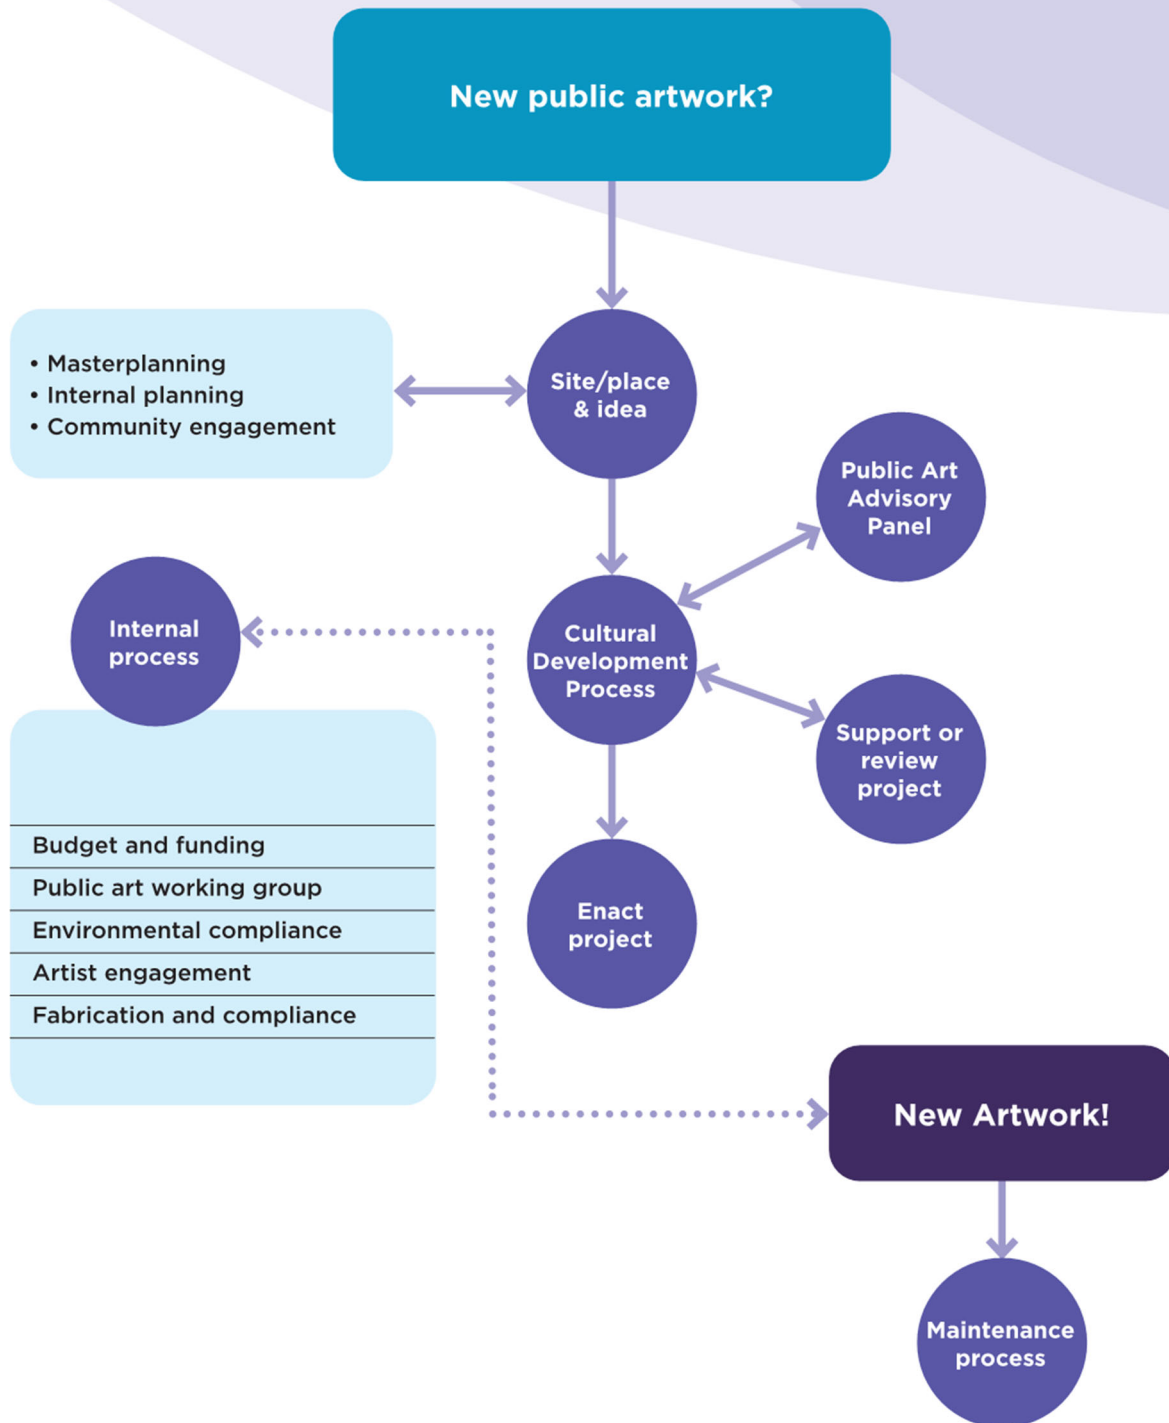 New public artwork?
• Masterplanning
• Internal planning
• Community engagement
Site/place
& idea
Public Art
Advisory
Panel
Internal
process
Cultural
Development
Process
Support or
review
project
Budget and funding
Public art working group
Environmental compliance
Artist engagement
Fabrication and compliance
Enact
project
New Artwork!
Maintenance
process